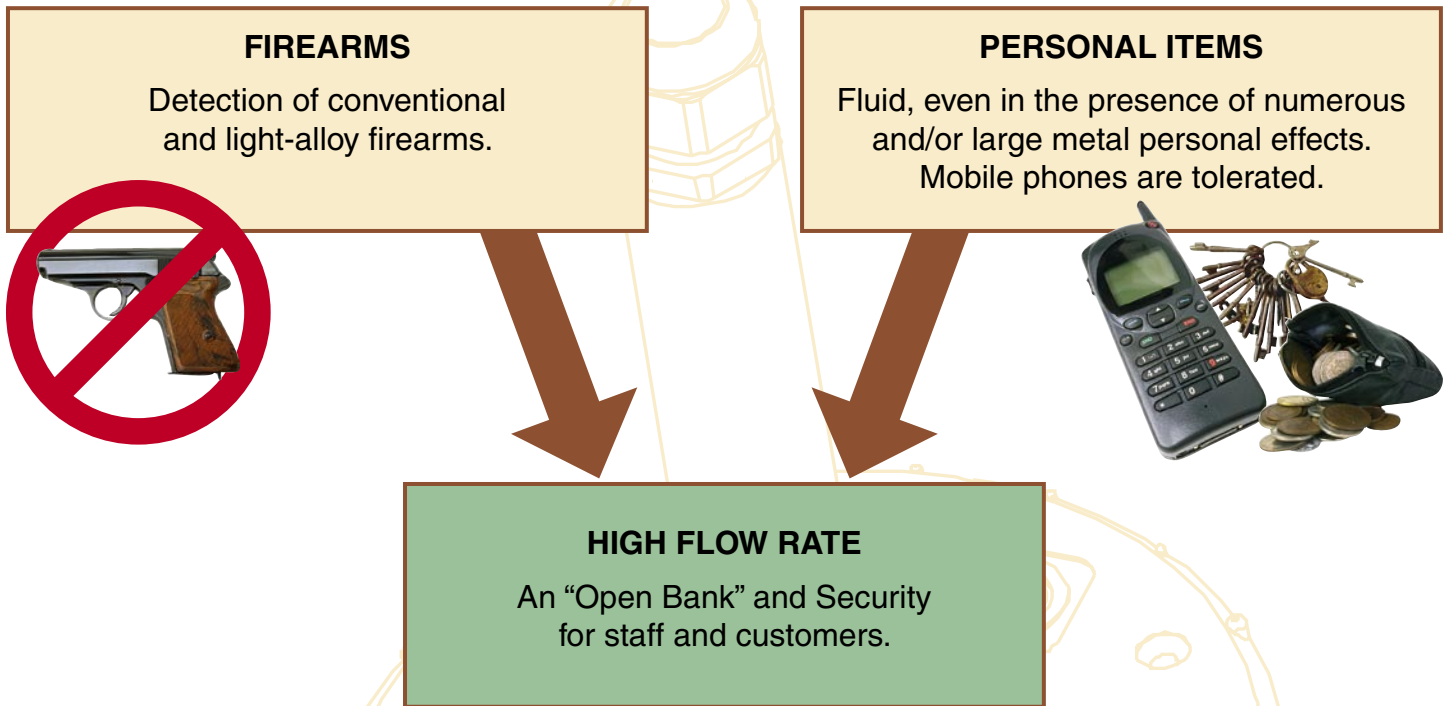 FIREARMS
Detection of conventional
and light-alloy firearms.
PERSONAL ITEMS
Fluid, even in the presence of numerous
and/or large metal personal effects.
Mobile phones are tolerated.
HIGH FLOW RATE
An “Open Bank” and Security
for staff and customers.